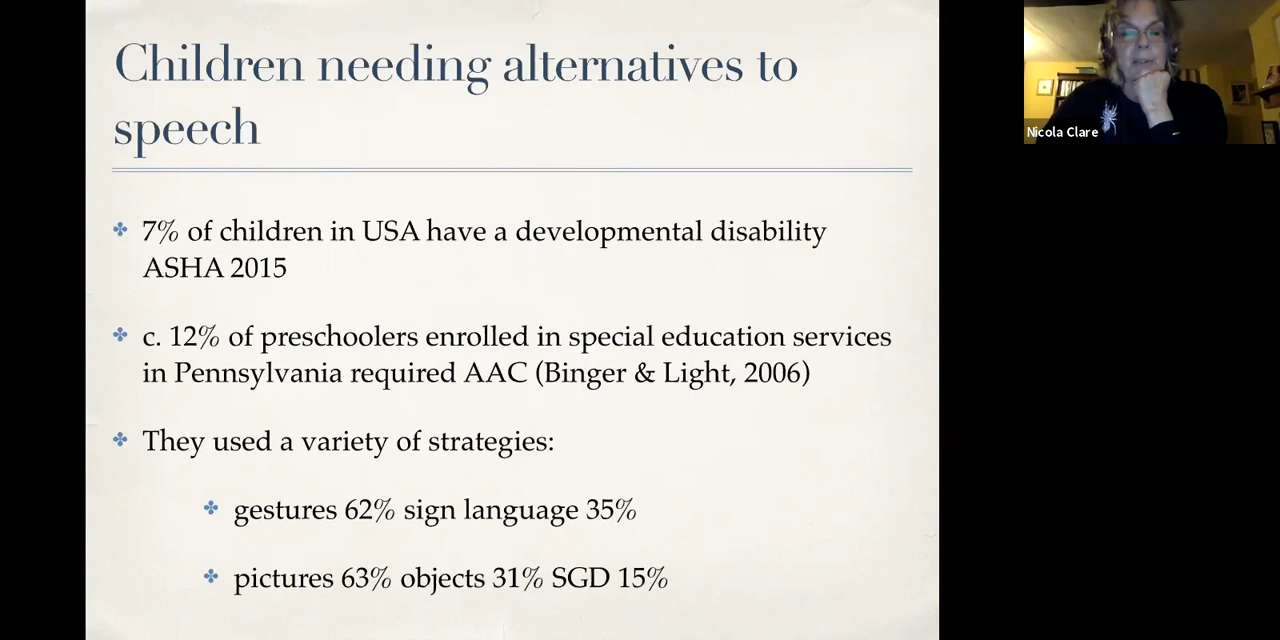 Children needing alternatives to
speech
7% of children in USA have a developmental disability
ASHA 2015
c. 12% of preschoolers enrolled in special education services
in Pennsylvania required AAC (Binger & Light, 2006)
They used a variety of strategies:
gestures 62% sign language 35%
pictures 63% objects 31% SGD 15%
Nicola Clare